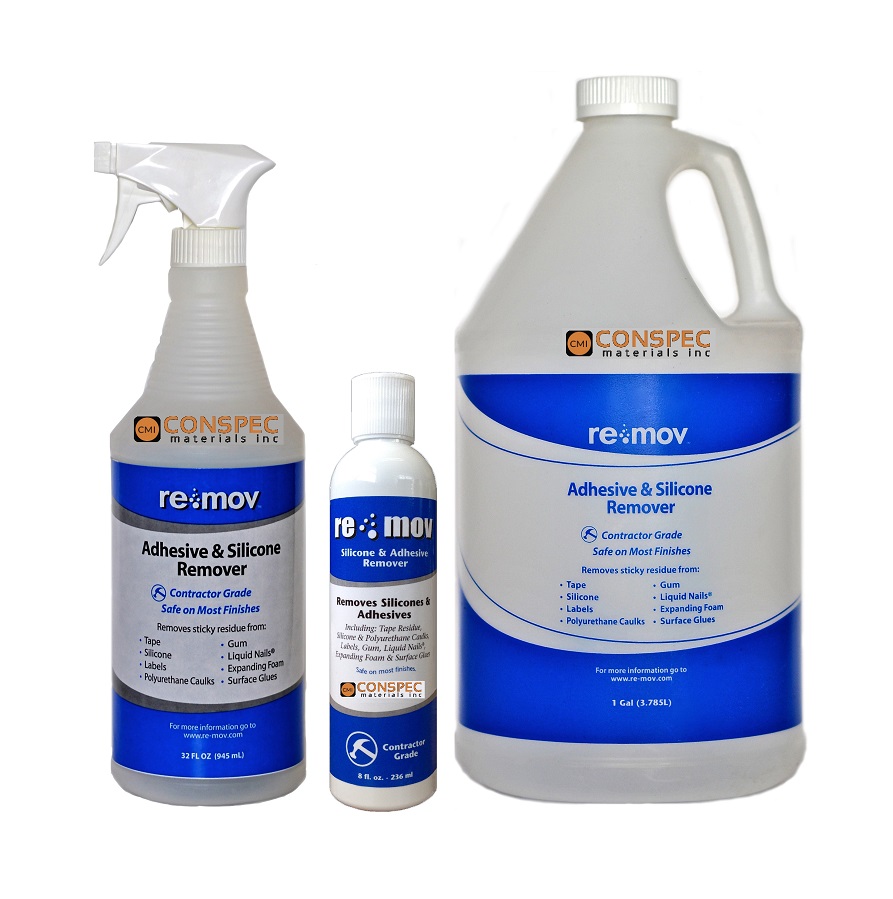 CMI CONSPEC
materials inc
re mov
Adhesive & Silicone
Remover
Contractor Grade
Safe on Most Finishes
Removes sticky residue from:
• Tape
• Silicone
• Labels
• Polyurethane Caulks
• Gum
• Liquid Nails®
• Expanding Foam
• Surface Glues
For more information go to
www.re-mov.com
32 FL OZ (945 mL)
re mov
Silicone & Adhesive
Remover
Removes Silicones &
Adhesives
Including: Tape Residue,
Silicone & Polyurethane Caulks,
Labels, Gum, Liquid Nails®,
Expanding Foam & Surface Glues
Safe on most finishes.
CMI CONSPEC
materials inc
Contractor
Grade
8 fl. oz. - 236 ml
CMI CONSPEC
materials inc
re mov
Adhesive & Silicone
Remover
Contractor Grade
Safe on Most Finishes
Removes sticky residue from:
• Tape
• Silicone
• Labels
• Polyurethane Caulks
• Gum
• Liquid Nails®
• Expanding Foam
• Surface Glues
For more information go to
www.re-mov.com
1 Gal (3.785L)